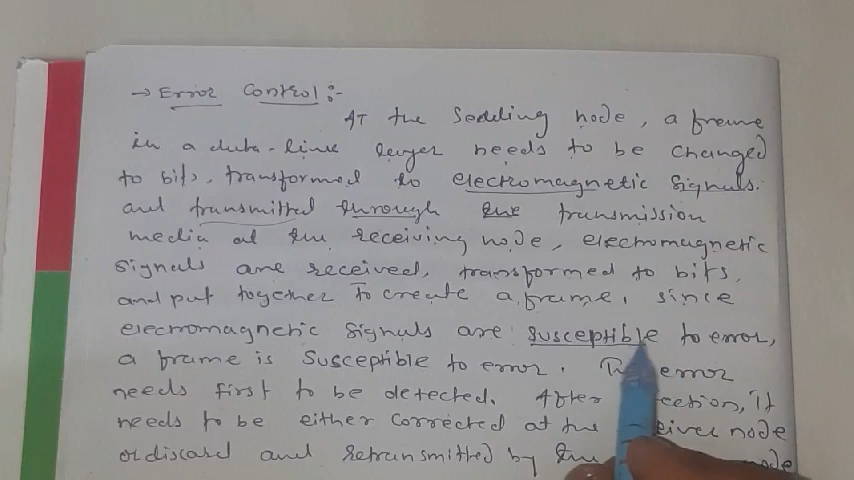 → Error Control :-
At the Sending node, a frame
in a data-link layer needs to be changed
to bits, transformed to electromagnetic signals.
and transmitted through the transmission
media at the receiving node, electromagnetic
signals are received, transformed to bits,
and put together to create a frame. since
elecromagnetic signals are susceptible to error,
a frame is susceptible to error. The error
needs first to be detected. After it
needs to be either corrected at the node
or discard and retransmitted by the node